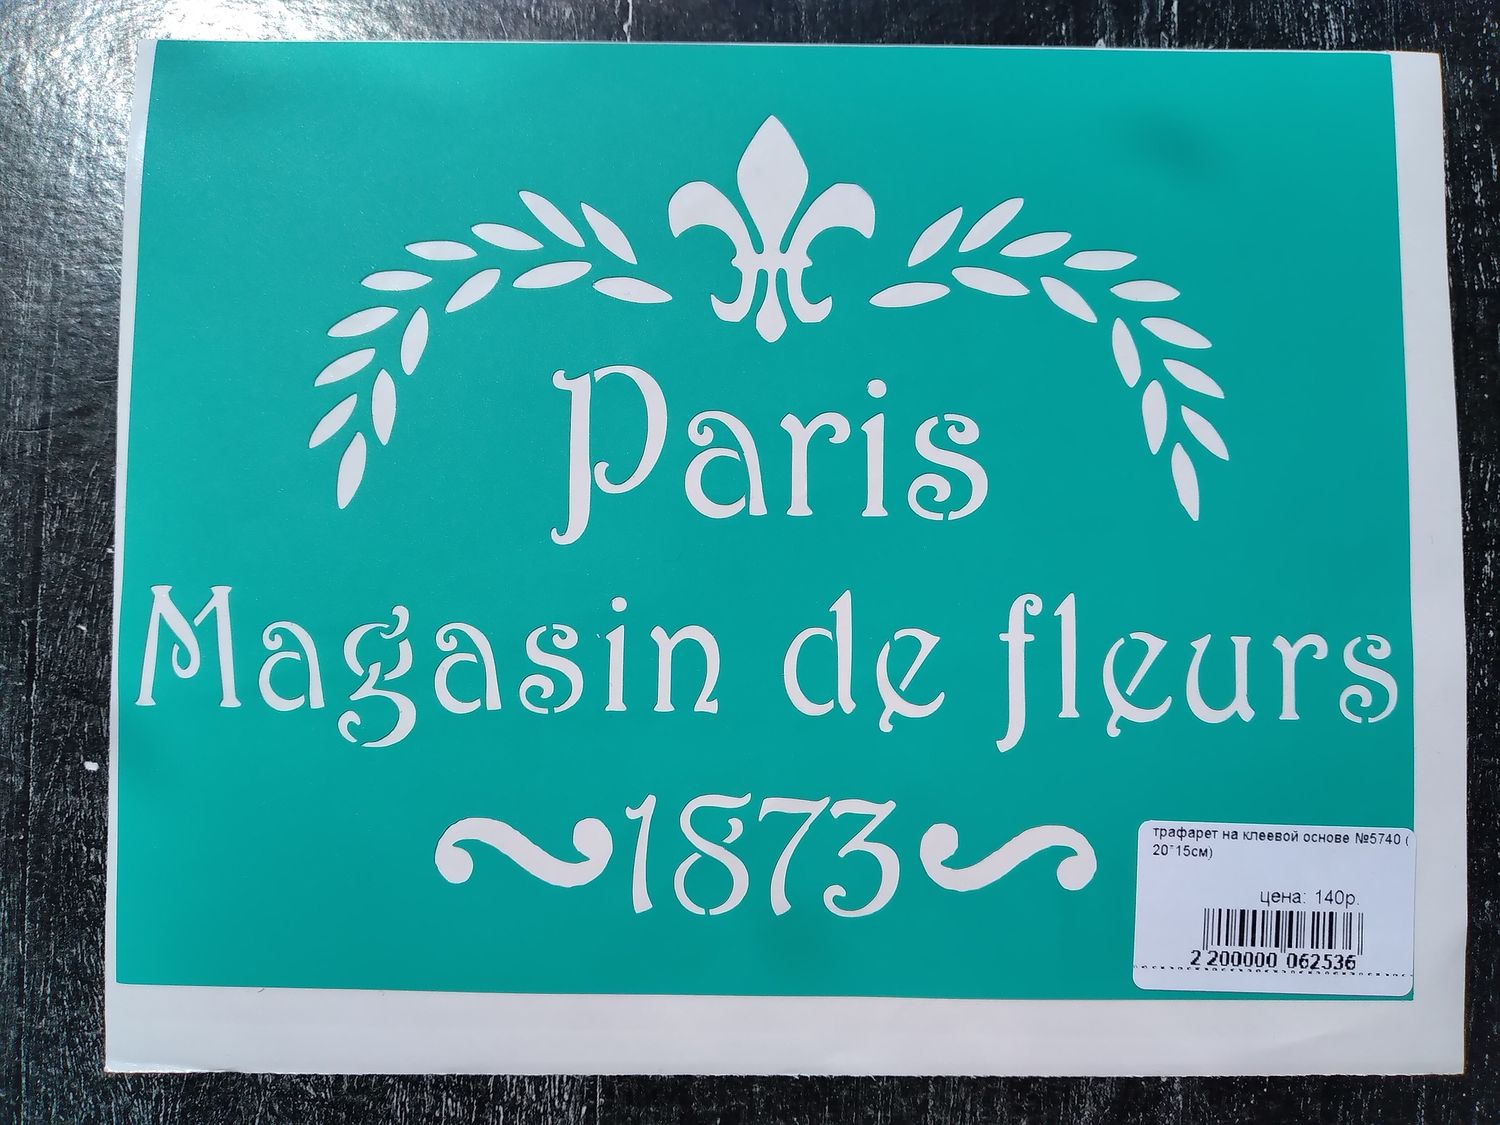 Paris
Magasin de fleurs
1873
трафарет на клеевой основе №5740 (
20*15см)
цена: 140р.
2 200000 062536